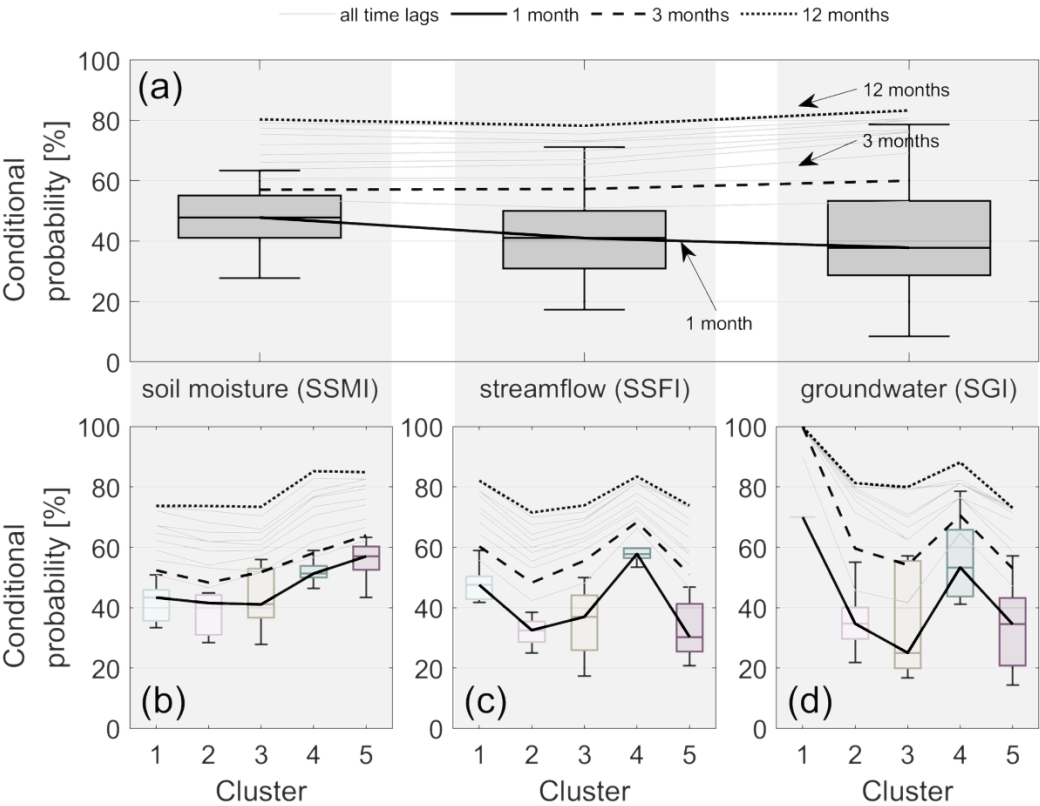 all time lags 1 month 3 months 12 months
100
(a)
80
60
40
20
0
Conditional
probability [%]
12 months
3 months
1 month
soil moisture (SSMI) streamflow (SSFI) groundwater (SGI)
100
80
60
40
20
0
Conditional
probability [%]
(b)
1 2 3 4 5
Cluster
100
80
60
40
20
0
(c)
1 2 3 4 5
Cluster
100
80
60
40
20
0
(d)
1 2 3 4 5
Cluster